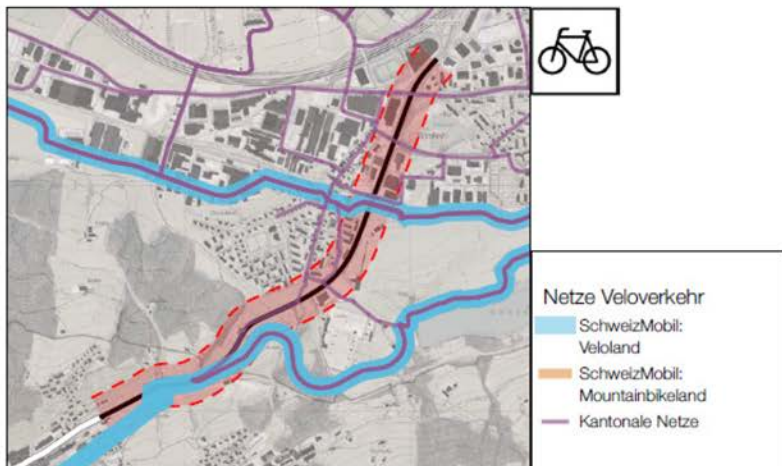 Netze Veloverkehr
SchweizMobil:
Veloland
SchweizMobil:
Mountainbikeland
Kantonale Netze